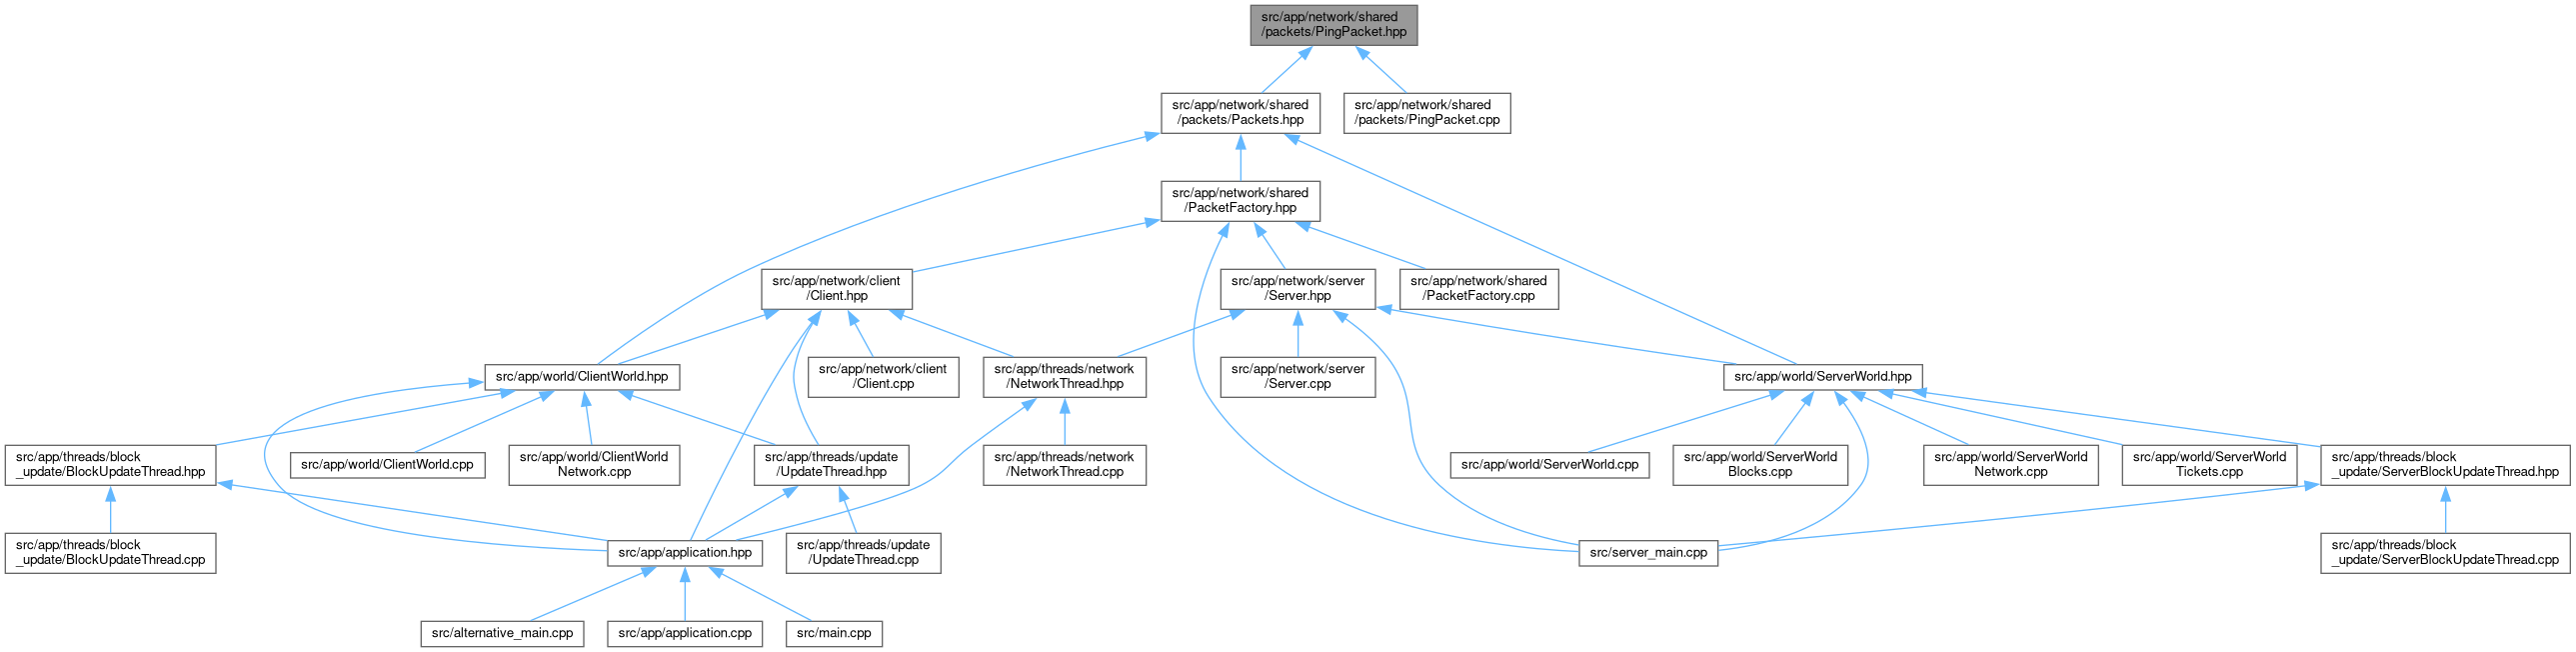 src/app/network/shared
/packets/PingPacket.hpp
src/app/network/shared
/packets/Packets.hpp
src/app/network/shared
/packets/PingPacket.cpp
src/app/network/shared
/PacketFactory.hpp
src/app/network/client
/Client.hpp
src/app/network/server
/Server.hpp
src/app/network/shared
/PacketFactory.cpp
src/app/world/ClientWorld.hpp
src/app/network/client
/Client.cpp
src/app/threads/network
/NetworkThread.hpp
src/app/network/server
/Server.cpp
src/app/world/ServerWorld.hpp
src/app/threads/block
_update/BlockUpdateThread.hpp
src/app/world/ClientWorld.cpp
src/app/world/ClientWorld
Network.cpp
src/app/threads/update
/UpdateThread.hpp
src/app/threads/network
/NetworkThread.cpp
src/app/world/ServerWorld.cpp
src/app/world/ServerWorld
Blocks.cpp
src/app/world/ServerWorld
Network.cpp
src/app/world/ServerWorld
Tickets.cpp
src/app/threads/block
_update/ServerBlockUpdateThread.hpp
src/app/threads/block
_update/BlockUpdateThread.cpp
src/app/application.hpp
src/app/threads/update
/UpdateThread.cpp
src/server_main.cpp
src/app/threads/block
_update/ServerBlockUpdateThread.cpp
src/alternative_main.cpp
src/app/application.cpp
src/main.cpp